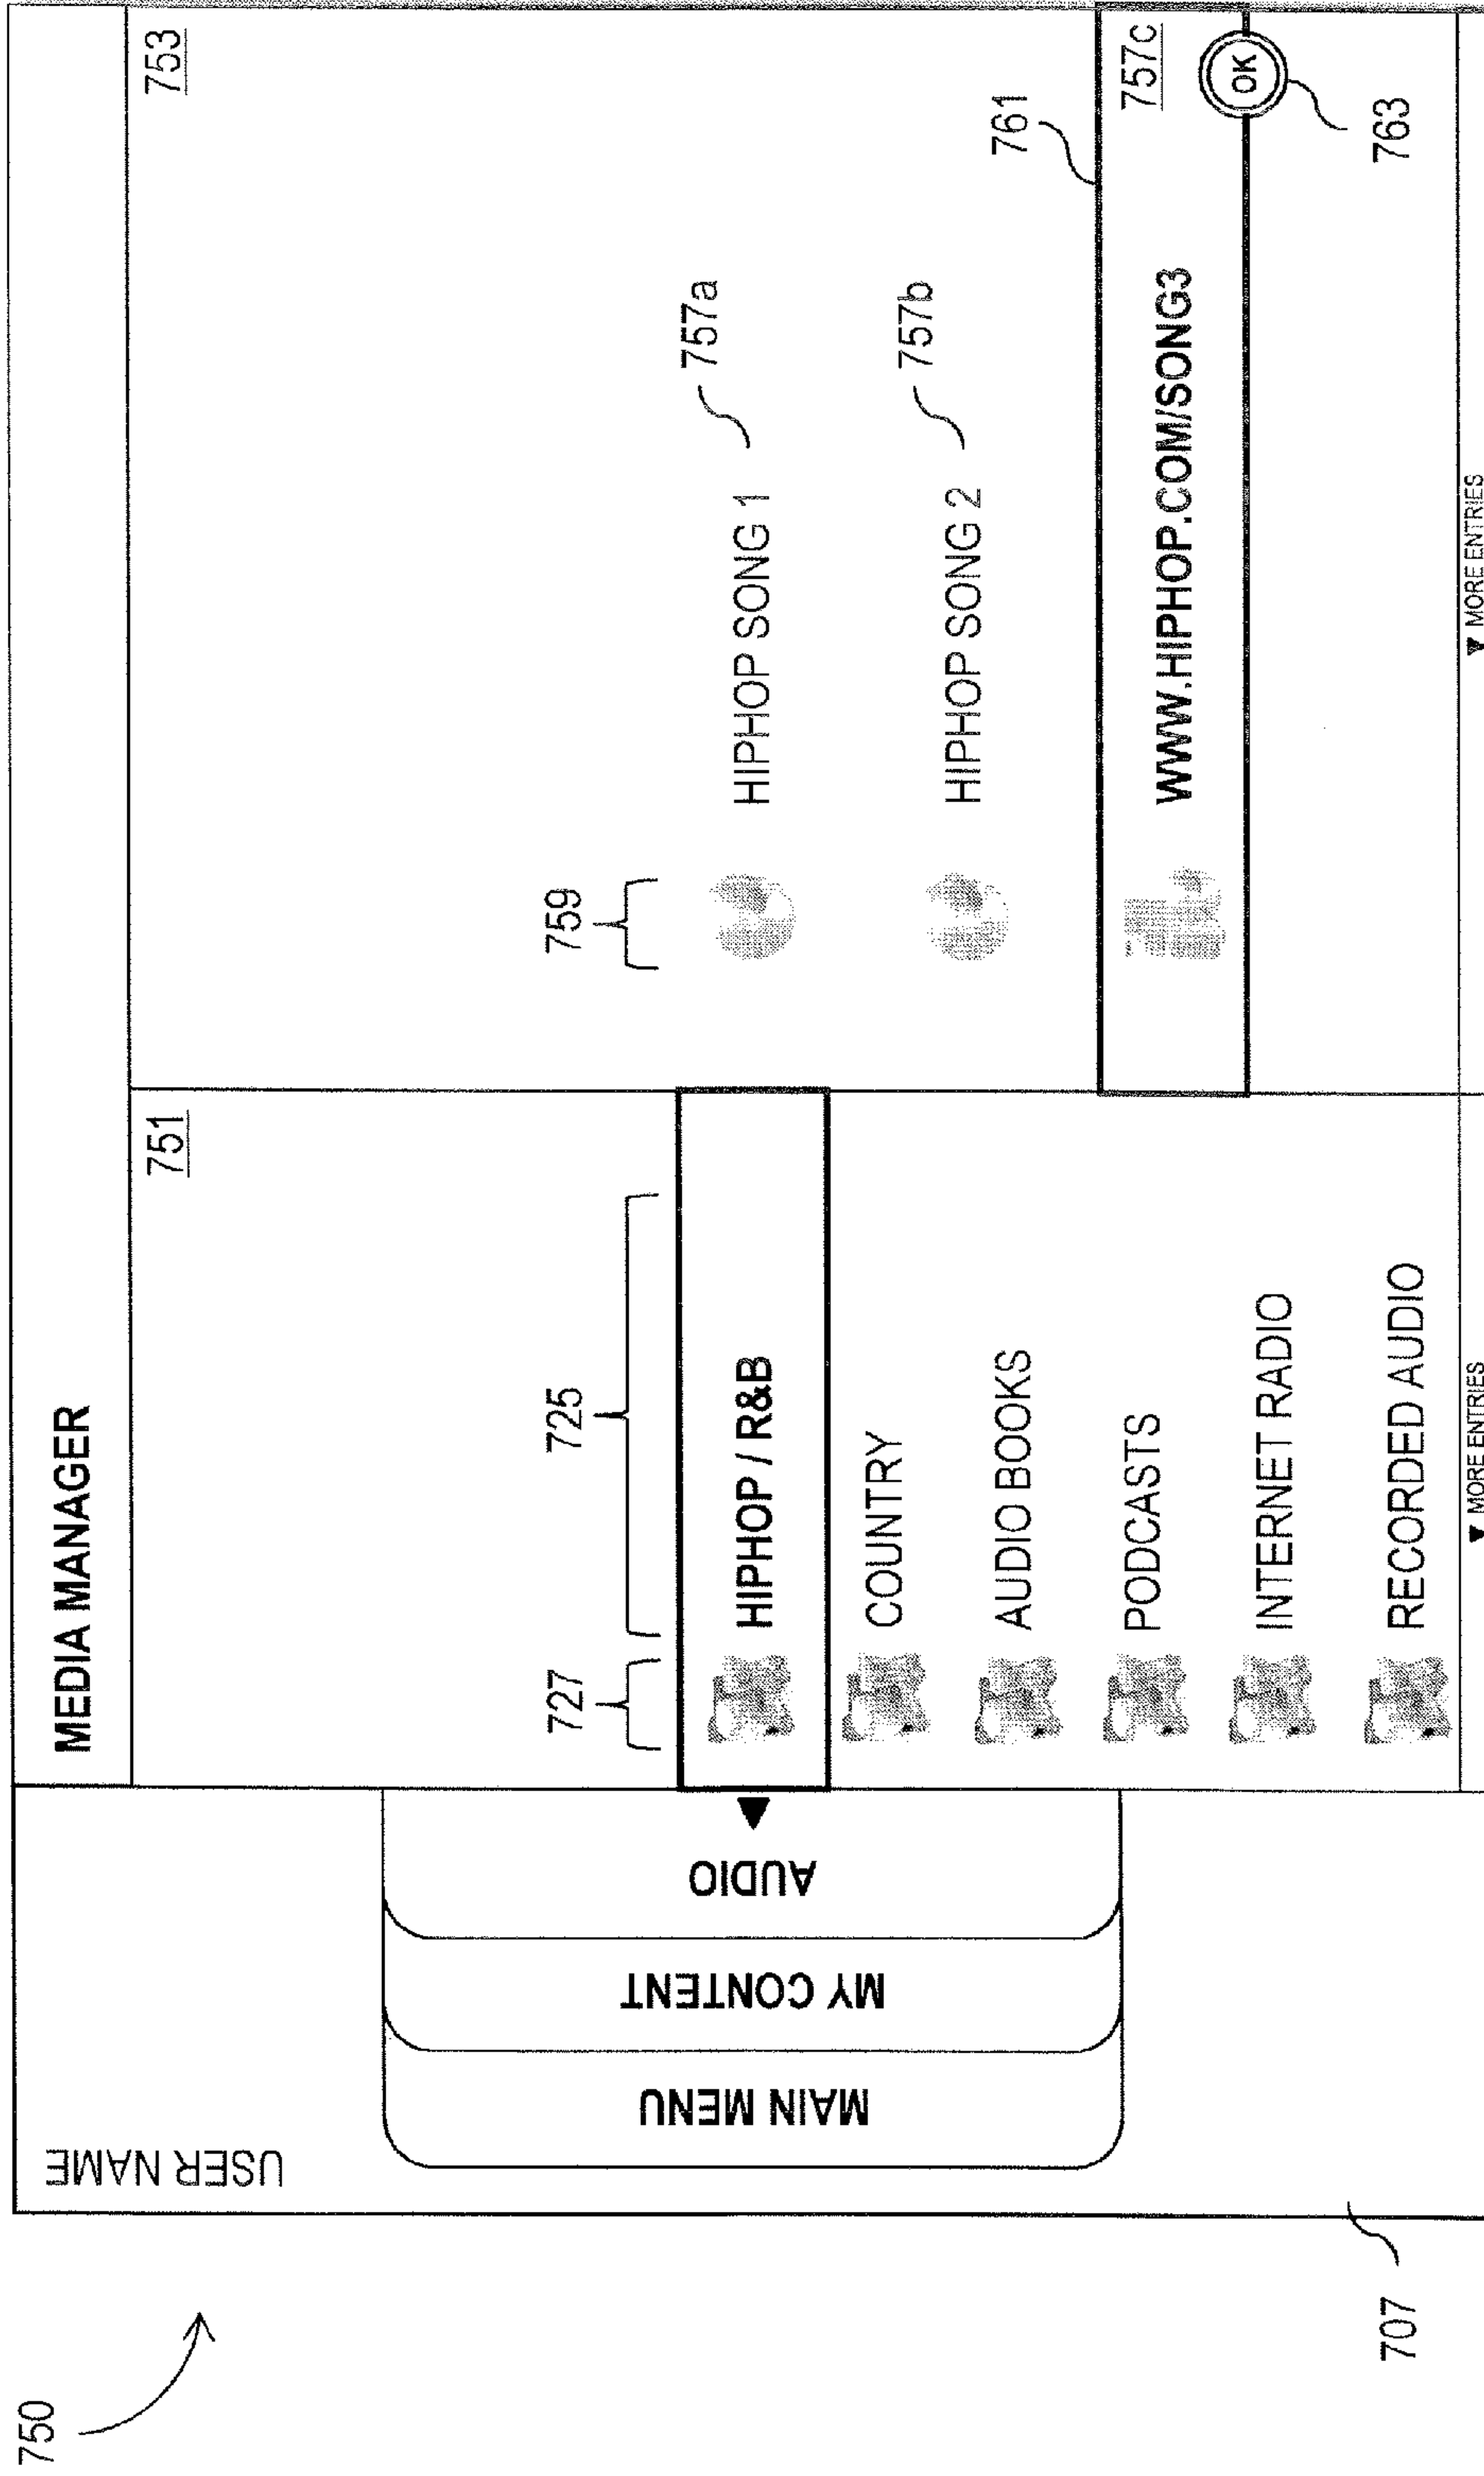 750
USER NAME
MAIN MENU
MY CONTENT
AUDIO
707
MEDIA MANAGER
751
727
725
HIPHOP / R&B
COUNTRY
AUDIO BOOKS
PODCASTS
INTERNET RADIO
RECORDED AUDIO
▼ MORE ENTRIES
753
759
HIPHOP SONG 1
757a
HIPHOP SONG 2
757b
761
WWW.HIPHOP.COM/SONG3
757c
OK
763
▼ MORE ENTRIES